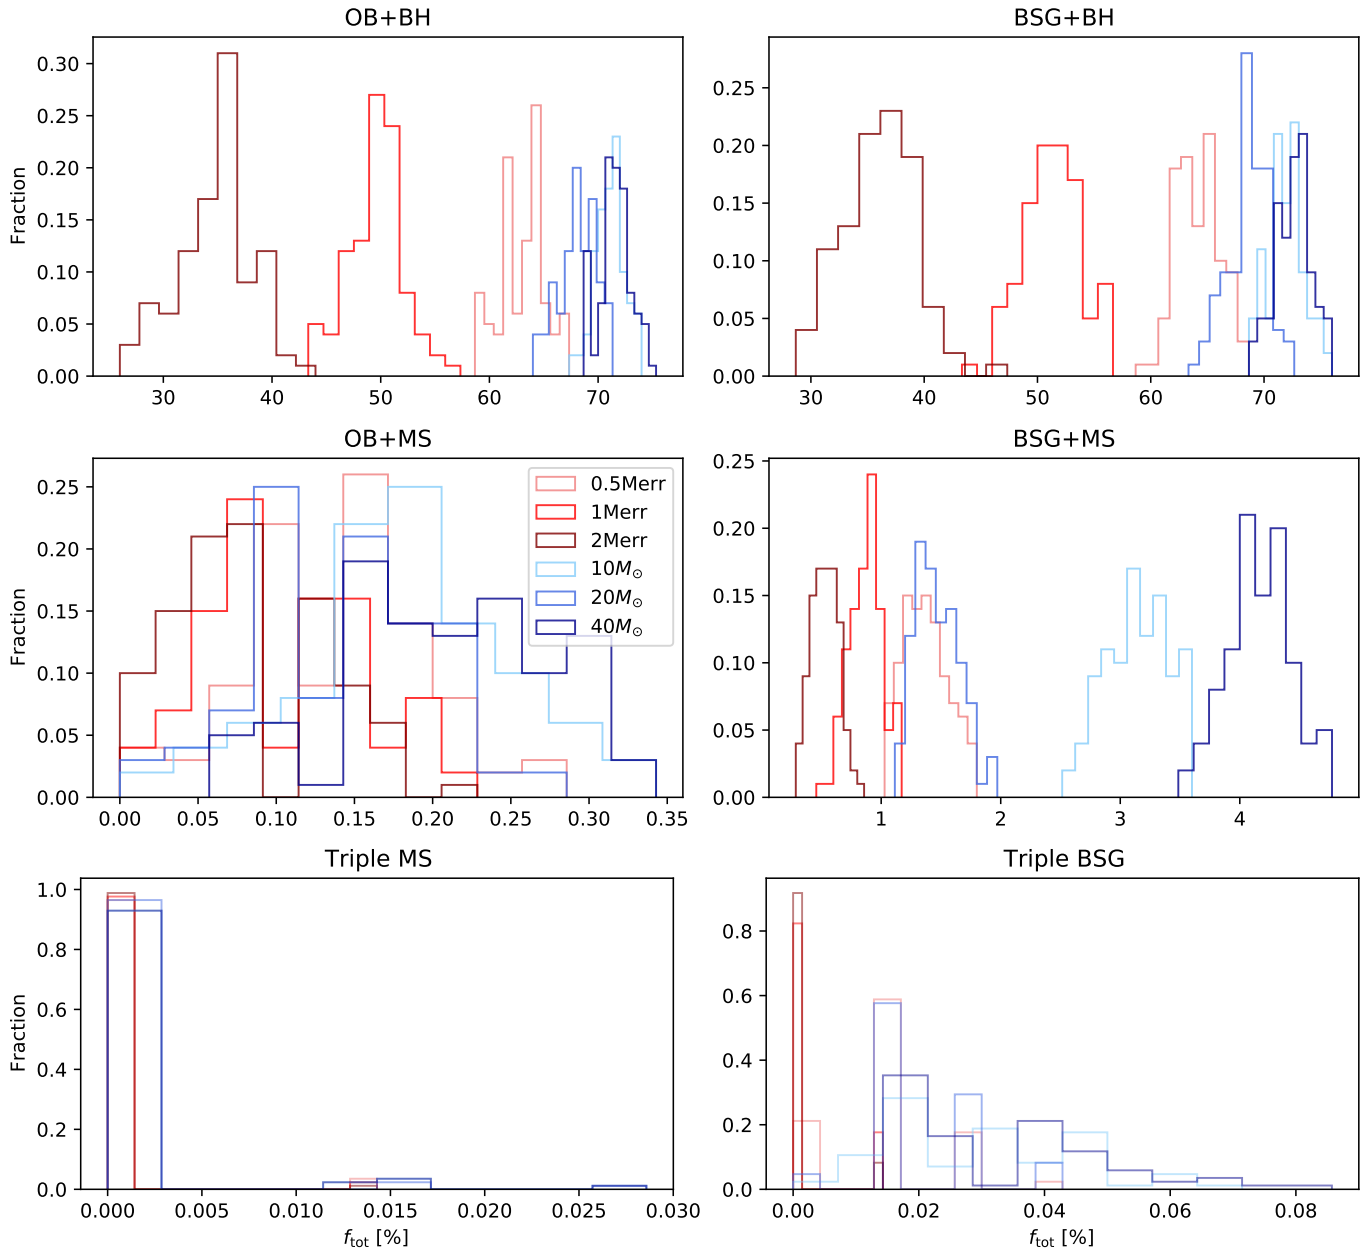 OB+BH
BSG+BH
0.30
0.25
0.20
0.15
0.10
0.05
0.00
Fraction
30 40 50 60 70
0.25
0.20
0.15
0.10
0.05
0.00
30 40 50 60 70
OB+MS
BSG+MS
0.25
0.20
0.15
0.10
0.05
0.00
Fraction
0.00 0.05 0.10 0.15 0.20 0.25 0.30 0.35
0.5Merr
1Merr
2Merr
10M⊙
20M⊙
40M⊙
0.25
0.20
0.15
0.10
0.05
0.00
1 2 3 4
Triple MS
Triple BSG
1.0
0.8
0.6
0.4
0.2
0.0
Fraction
0.000 0.005 0.010 0.015 0.020 0.025 0.030
f_tot [%]
0.8
0.6
0.4
0.2
0.0
0.00 0.02 0.04 0.06 0.08
f_tot [%]